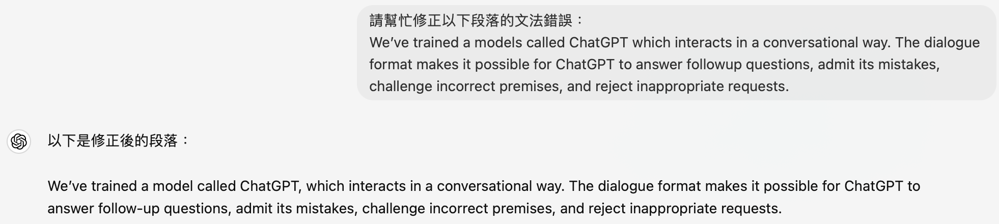 請幫忙修正以下段落的文法錯誤：
We’ve trained a models called ChatGPT which interacts in a conversational way. The dialogue
format makes it possible for ChatGPT to answer followup questions, admit its mistakes,
challenge incorrect premises, and reject inappropriate requests.
以下是修正後的段落：
We’ve trained a model called ChatGPT, which interacts in a conversational way. The dialogue format makes it possible for ChatGPT to
answer follow-up questions, admit its mistakes, challenge incorrect premises, and reject inappropriate requests.